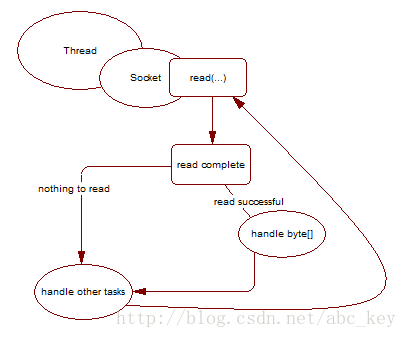 Thread
Socket
read(...)
read complete
nothing to read
read successful
handle byte[]
handle other tasks
http://blog.csdn.net/abc_key